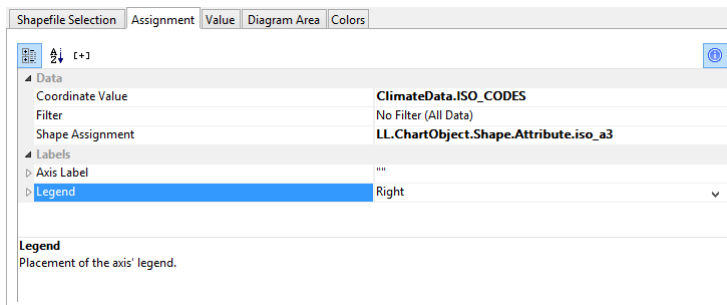 Shapefile Selection Assignment Value Diagram Area Colors
A Z [+]
Data
Coordinate Value ClimateData.ISO_CODES
Filter No Filter (All Data)
Shape Assignment LL.ChartObject.Shape.Attribute.iso_a3
Labels
Axis Label ""
Legend Right
Legend
Placement of the axis' legend.